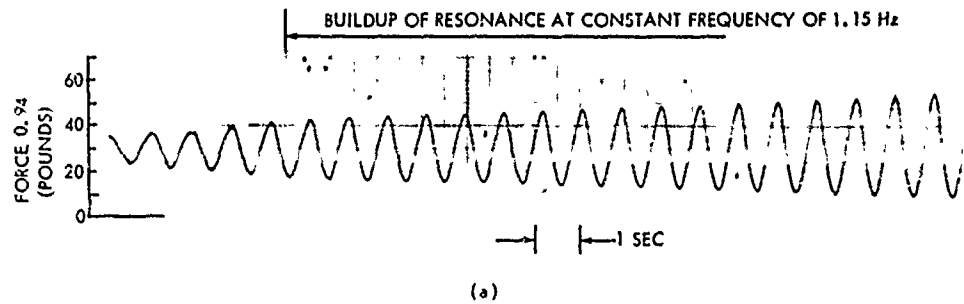 BUILDUP OF RESONANCE AT CONSTANT FREQUENCY OF 1.15 Hz
FORCE 0.94
(POUNDS)
60
40
20
0
1 SEC
(a)